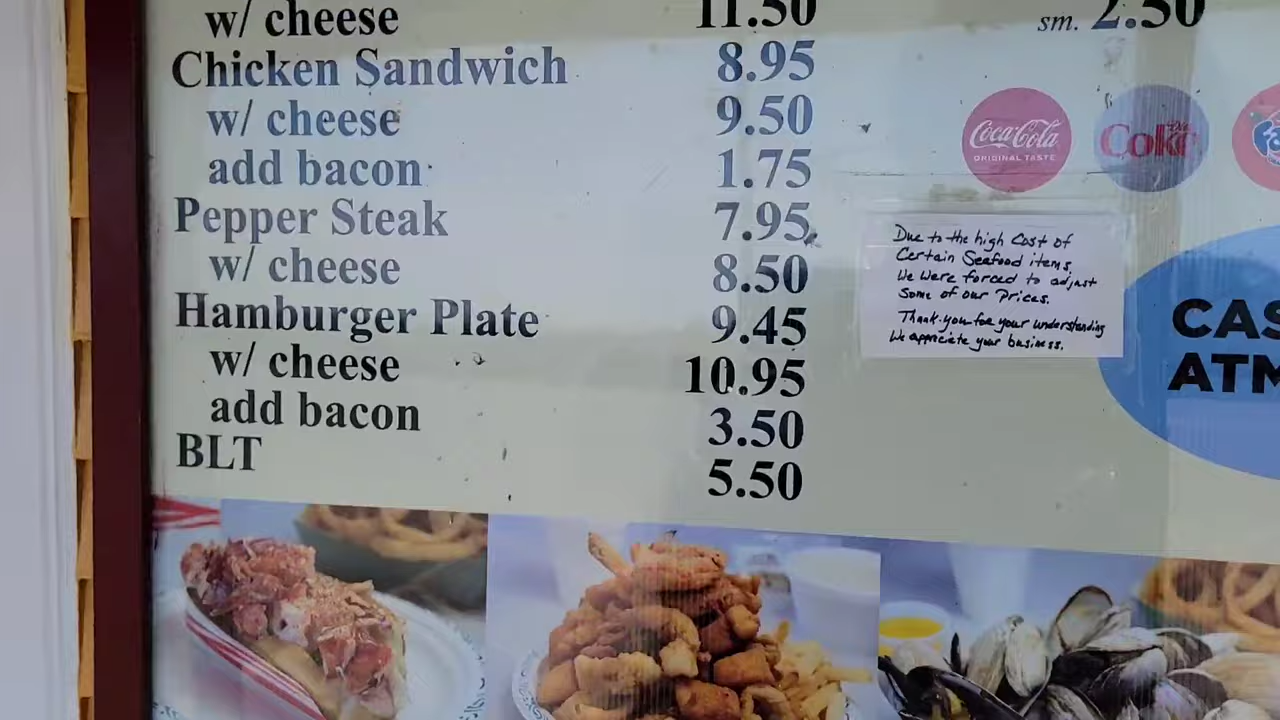 w/ cheese 11.50
Chicken Sandwich 8.95
w/ cheese 9.50
add bacon 1.75
Pepper Steak 7.95
w/ cheese 8.50
Hamburger Plate 9.45
w/ cheese 10.95
add bacon 3.50
BLT 5.50
sm. 2.50
Coca-Cola
ORIGINAL TASTE
Diet
Coke
Due to the high Cost of
Certain Seafood items.
We were forced to adjust
Some of our Prices.
Thank you for your understanding
We appreciate your business.
CAS
ATM